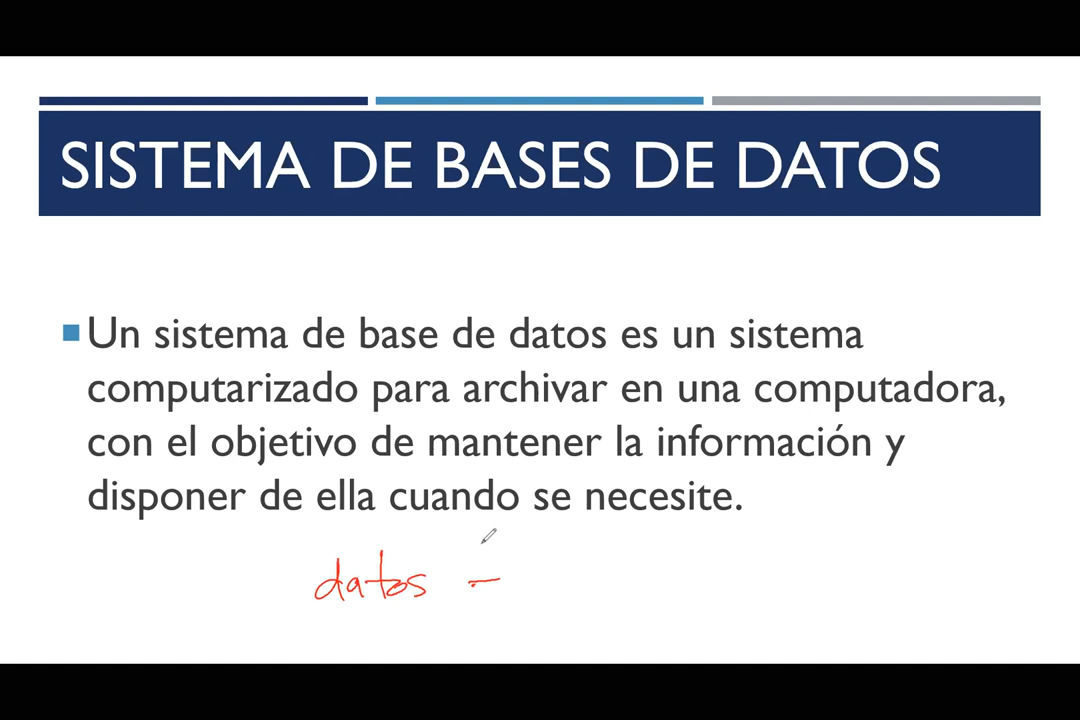 SISTEMA DE BASES DE DATOS
Un sistema de base de datos es un sistema
computarizado para archivar en una computadora,
con el objetivo de mantener la información y
disponer de ella cuando se necesite.
datos -